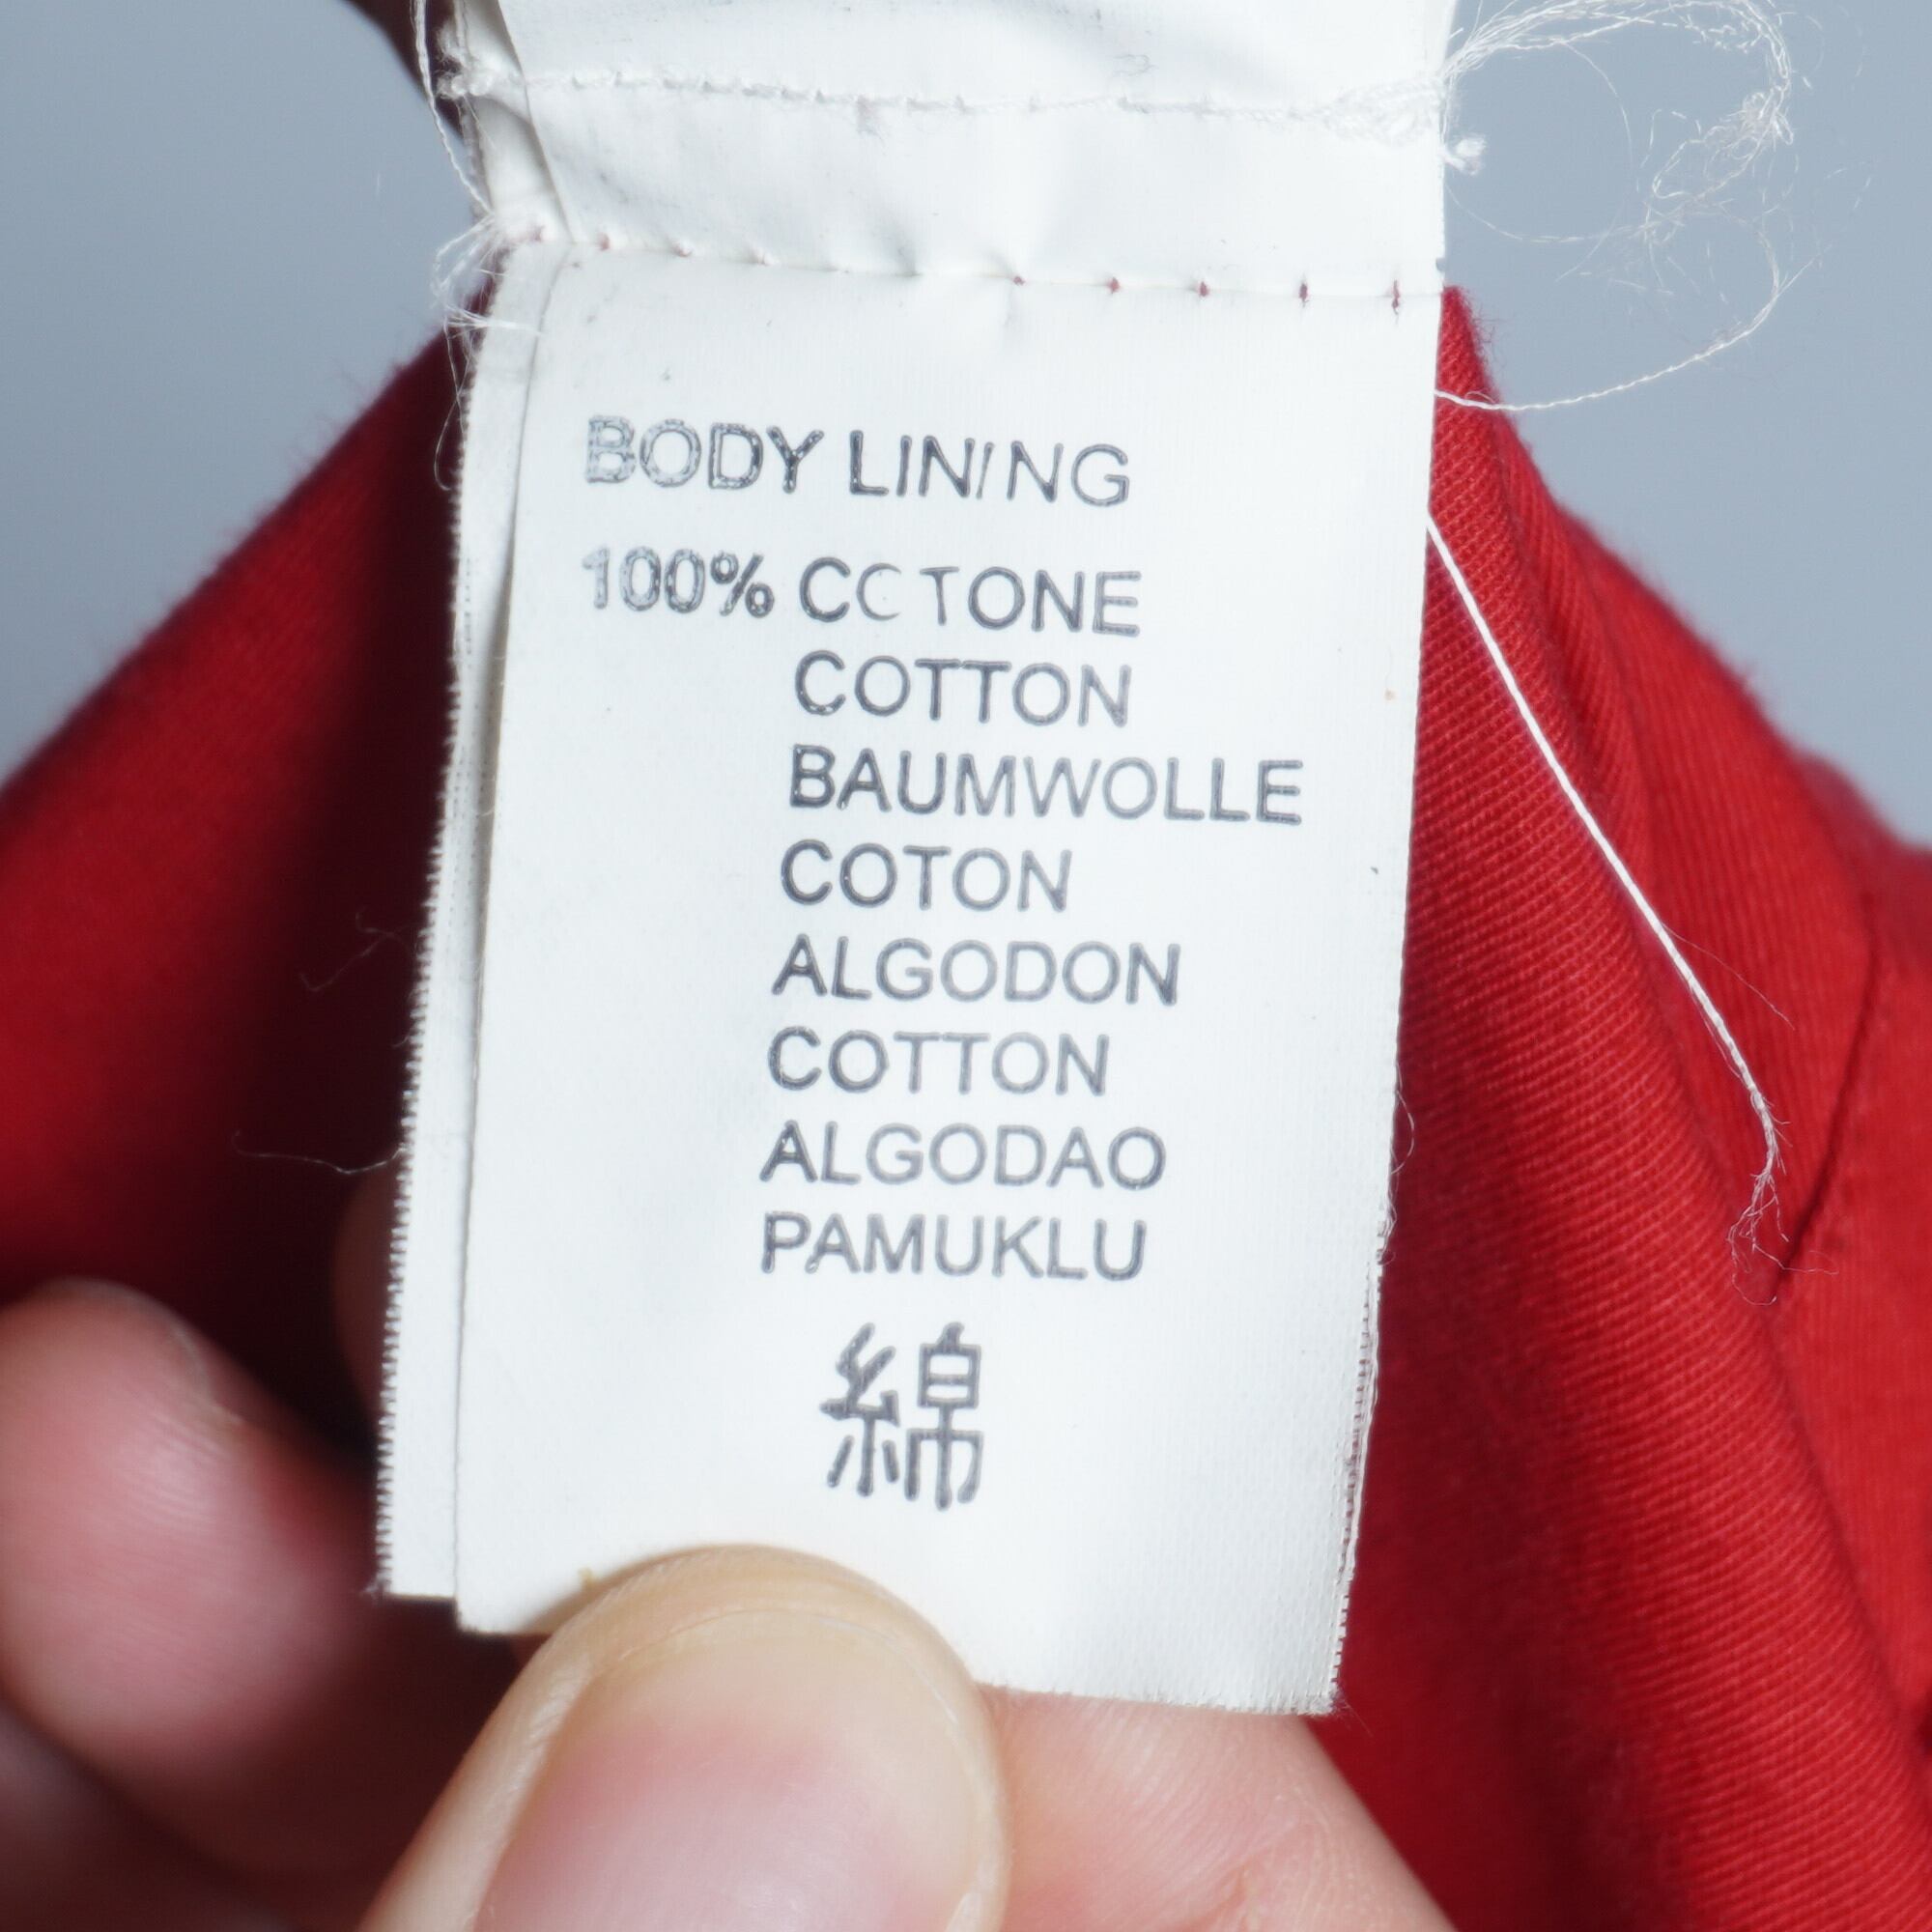 BODY LINING
100% COTONE
COTTON
BAUMWOLLE
COTON
ALGODON
COTTON
ALGODAO
PAMUKLU
綿